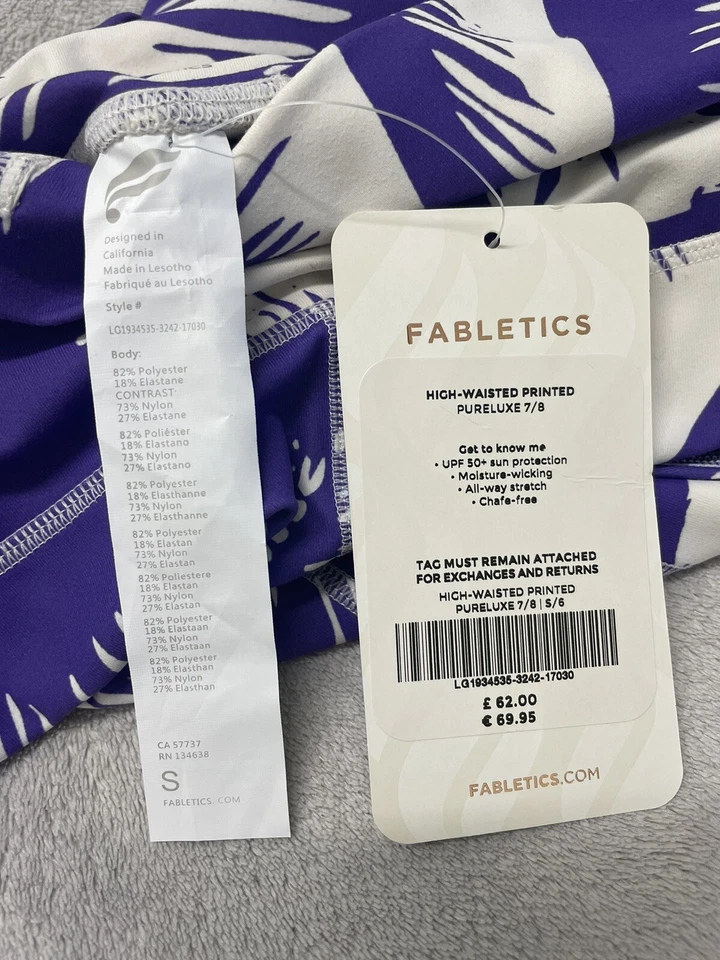 Designed in
California
Made in Lesotho
Fabriqué au Lesotho
Style #
LG1934535-3242-17030
Body:
82% Polyester
18% Elastane
CONTRAST
73% Nylon
27% Elastane
82% Poliéster
18% Elastano
73% Nylon
27% Elastano
82% Polyester
18% Elasthanne
73% Nylon
27% Elasthanne
82% Polyester
18% Elastan
73% Nylon
27% Elastan
82% Poliestere
18% Elastan
73% Nylon
27% Elastan
82% Polyester
18% Elastaan
73% Nylon
27% Elastaan
82% Polyester
18% Elasthan
73% Nylon
27% Elasthan
CA 57737
RN 134638
S
FABLETICS.COM
FABLETICS
HIGH-WAISTED PRINTED
PURELUXE 7/8
Get to know me
• UPF 50+ sun protection
• Moisture-wicking
• All-way stretch
• Chafe-free
TAG MUST REMAIN ATTACHED
FOR EXCHANGES AND RETURNS
HIGH-WAISTED PRINTED
PURELUXE 7/8 | S/6
LG1934535-3242-17030
£ 62.00
€ 69.95
FABLETICS.COM